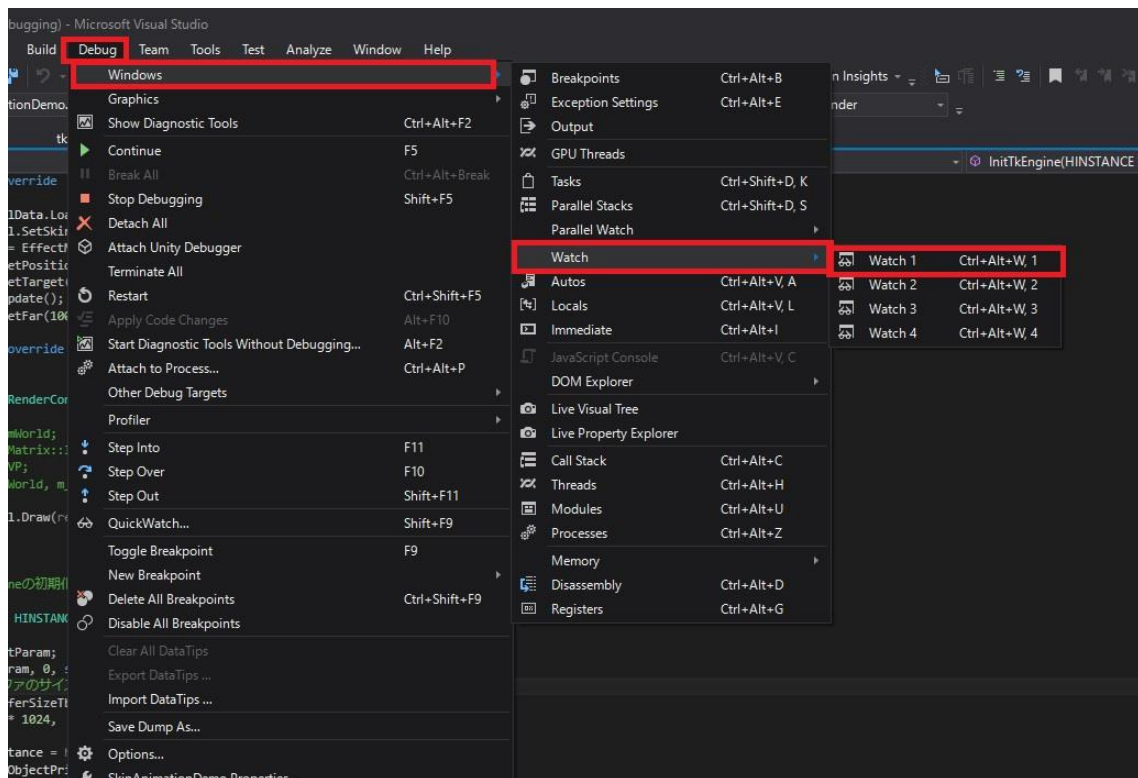 bugging) - Microsoft Visual Studio
Build Debug Team Tools Test Analyze Window Help
Windows
Graphics
Show Diagnostic Tools Ctrl+Alt+F2
Continue F5
Break All Ctrl+Alt+Break
Stop Debugging Shift+F5
Detach All
Attach Unity Debugger
Terminate All
Restart Ctrl+Shift+F5
Apply Code Changes Alt+F10
Start Diagnostic Tools Without Debugging... Alt+F2
Attach to Process... Ctrl+Alt+P
Other Debug Targets
Profiler
Step Into F11
Step Over F10
Step Out Shift+F11
QuickWatch... Shift+F9
Toggle Breakpoint F9
New Breakpoint
Delete All Breakpoints Ctrl+Shift+F9
Disable All Breakpoints
Clear All DataTips
Export DataTips ...
Import DataTips ...
Save Dump As...
Options...
SkinAnimationDemo Properties
Breakpoints Ctrl+Alt+B
Exception Settings Ctrl+Alt+E
Output
GPU Threads
Tasks Ctrl+Shift+D, K
Parallel Stacks Ctrl+Shift+D, S
Parallel Watch
Watch
Autos Ctrl+Alt+V, A
Locals Ctrl+Alt+V, L
Immediate Ctrl+Alt+I
JavaScript Console Ctrl+Alt+V, C
DOM Explorer
Live Visual Tree
Live Property Explorer
Call Stack Ctrl+Alt+C
Threads Ctrl+Alt+H
Modules Ctrl+Alt+U
Processes Ctrl+Alt+Z
Memory
Disassembly Ctrl+Alt+D
Registers Ctrl+Alt+G
Watch 1 Ctrl+Alt+W, 1
Watch 2 Ctrl+Alt+W, 2
Watch 3 Ctrl+Alt+W, 3
Watch 4 Ctrl+Alt+W, 4
n Insights
nder
InitTkEngine(HINSTANCE
tionDemo.
tk
verride
lData.Loa
l.SetSkin
= EffectM
etPositio
etTarget(
pdate();
etFar(100
override
RenderCon
mWorld;
Matrix::I
VP;
World, m_
l.Draw(re
neの初期化
HINSTANC
tParam;
ram, 0, s
ファのサイズ
fferSizeTb
* 1024,
tance = h
ObjectPri